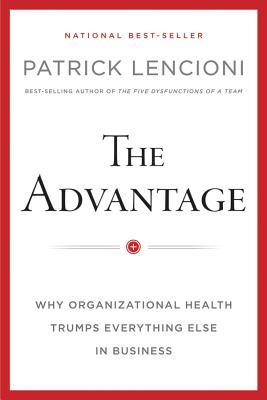 NATIONAL BEST-SELLER
PATRICK LENCIONI
BEST-SELLING AUTHOR OF THE FIVE DYSFUNCTIONS OF A TEAM
THE
ADVANTAGE
WHY ORGANIZATIONAL HEALTH
TRUMPS EVERYTHING ELSE
IN BUSINESS